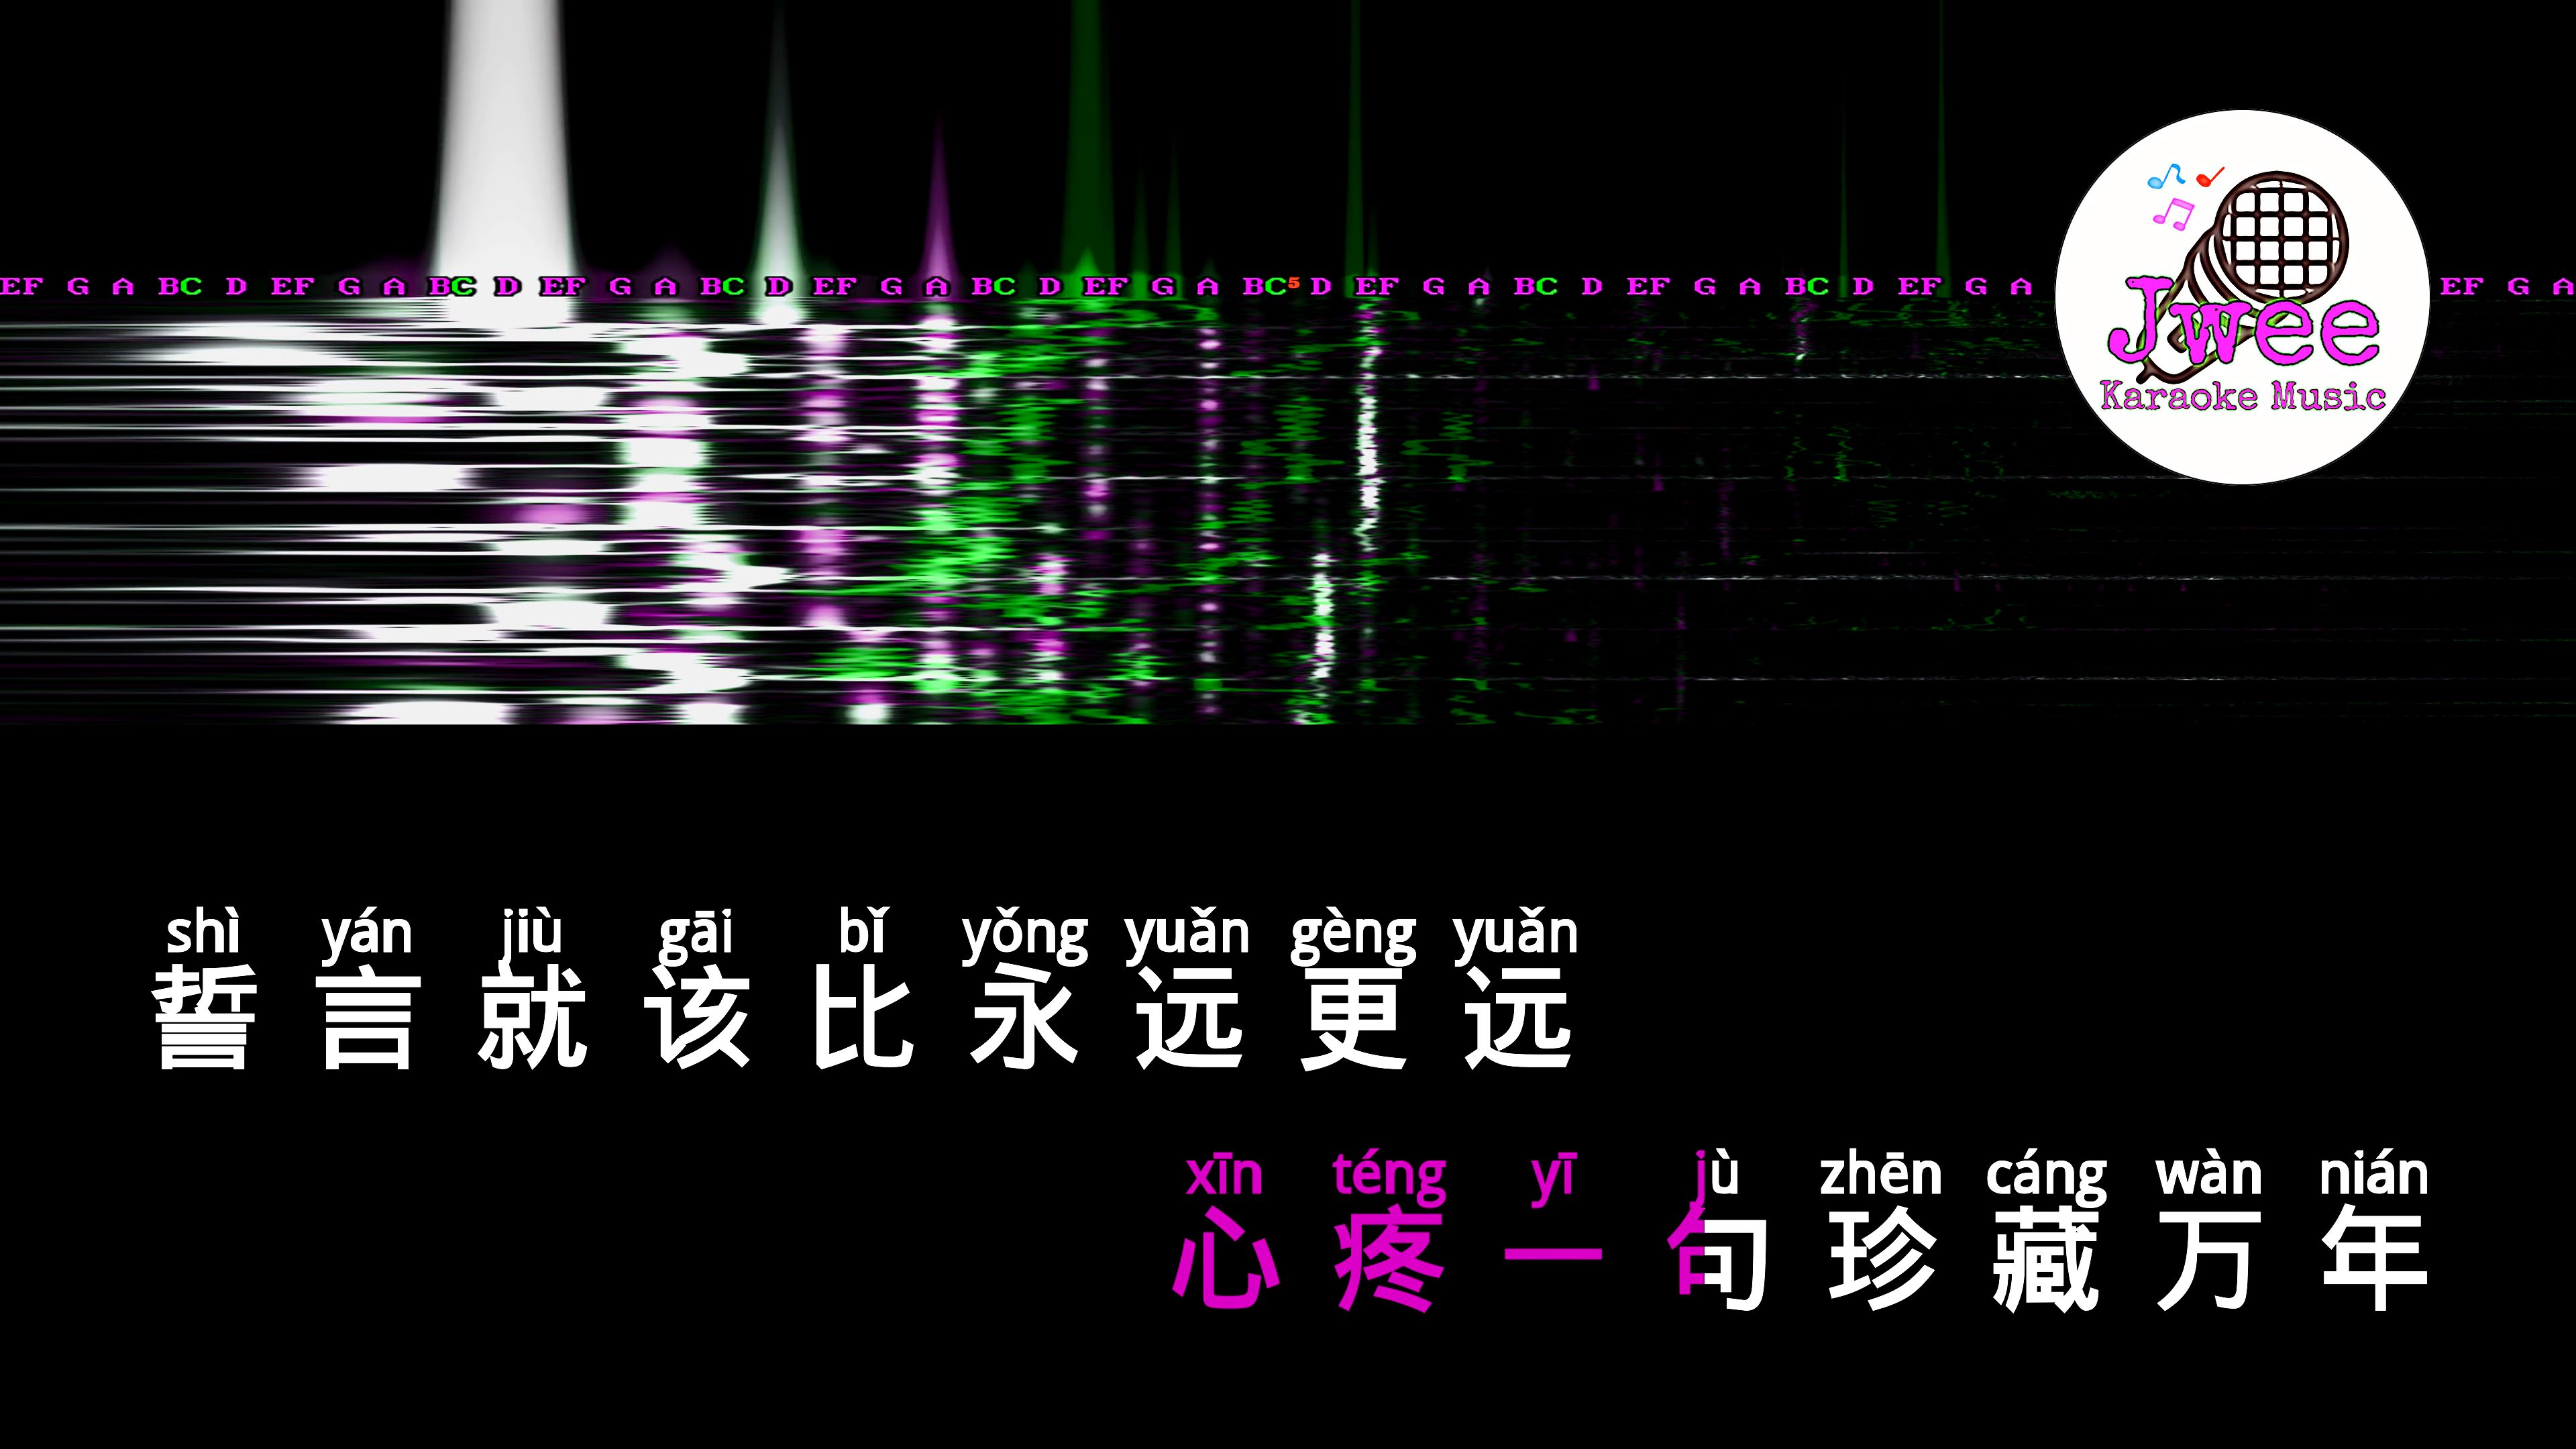 EF G A BC D EF G A BC D EF G A BC D EF G A BC D EF G A BC5 D EF G A BC D EF G A BC D EF G A EF G A
Jwee
Karaoke Music
shì yán jiù gāi bǐ yǒng yuǎn gèng yuǎn
誓言就该比永远更远
xīn téng yī jù zhēn cáng wàn nián
心疼一句珍藏万年